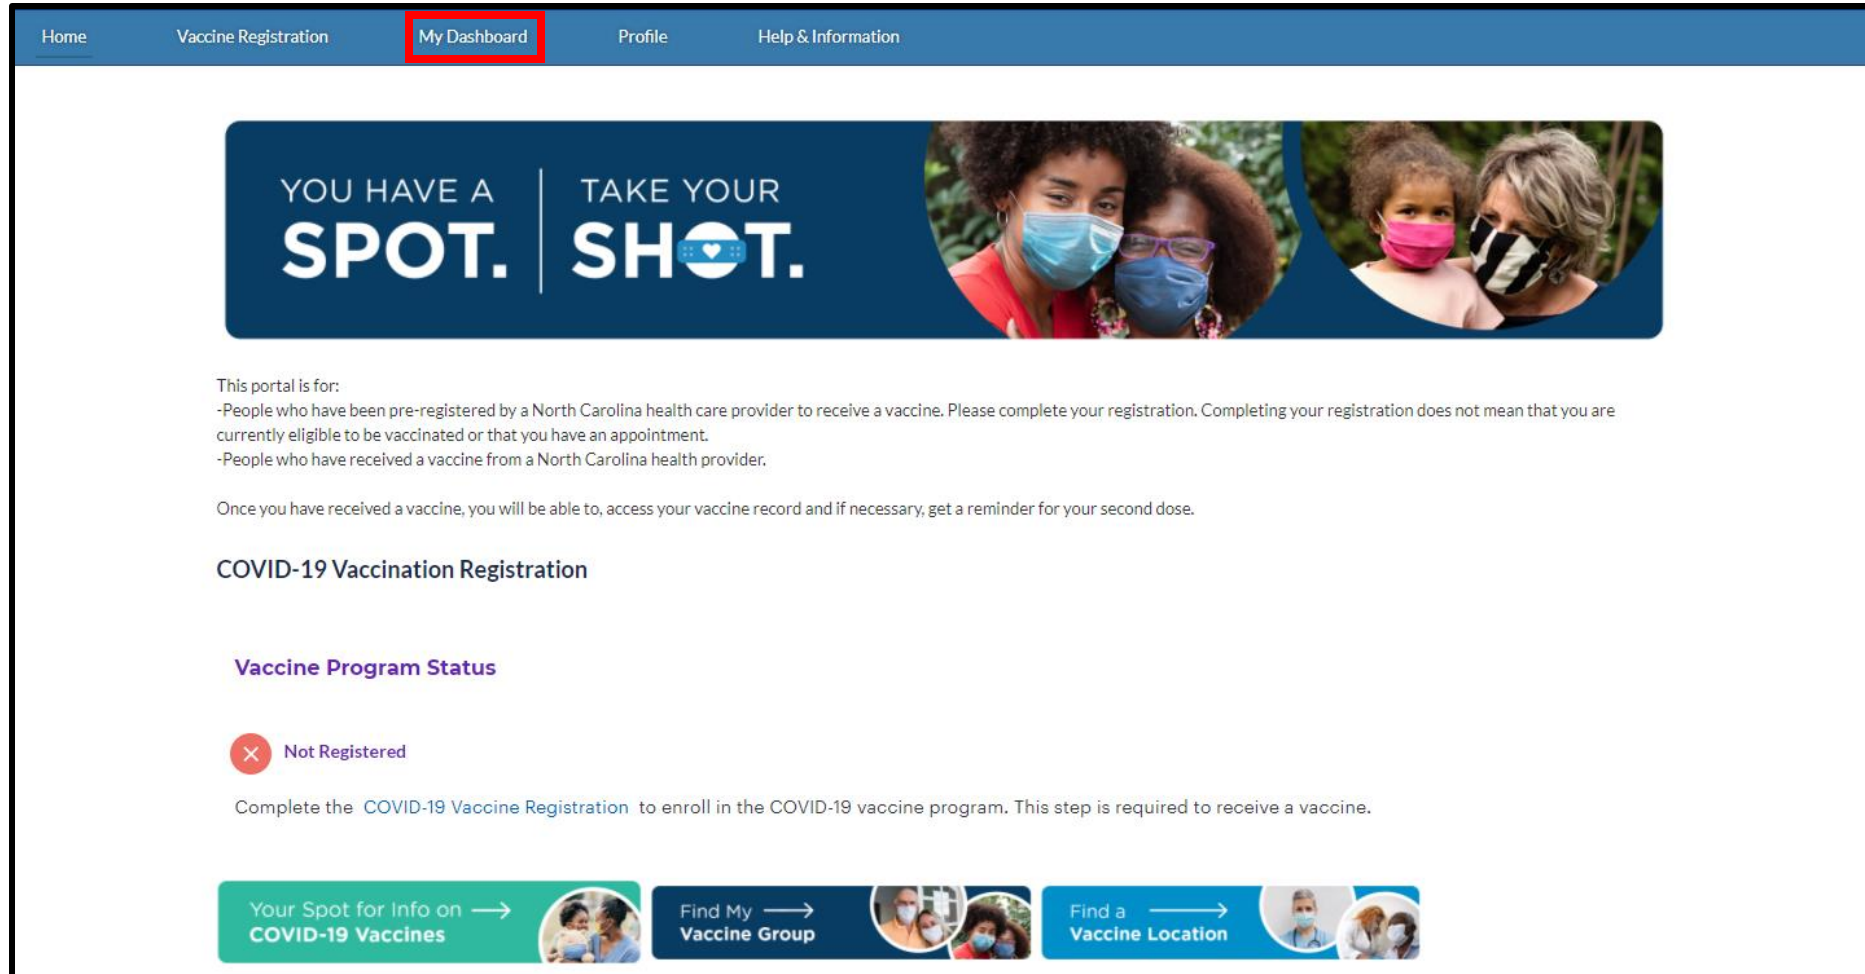 Home Vaccine Registration My Dashboard Profile Help & Information
YOU HAVE A
SPOT.
TAKE YOUR
SHOT.
This portal is for:
-People who have been pre-registered by a North Carolina health care provider to receive a vaccine. Please complete your registration. Completing your registration does not mean that you are
currently eligible to be vaccinated or that you have an appointment.
-People who have received a vaccine from a North Carolina health provider.
Once you have received a vaccine, you will be able to, access your vaccine record and if necessary, get a reminder for your second dose.
COVID-19 Vaccination Registration
Vaccine Program Status
Not Registered
Complete the COVID-19 Vaccine Registration to enroll in the COVID-19 vaccine program. This step is required to receive a vaccine.
Your Spot for Info on
COVID-19 Vaccines
Find My
Vaccine Group
Find a
Vaccine Location